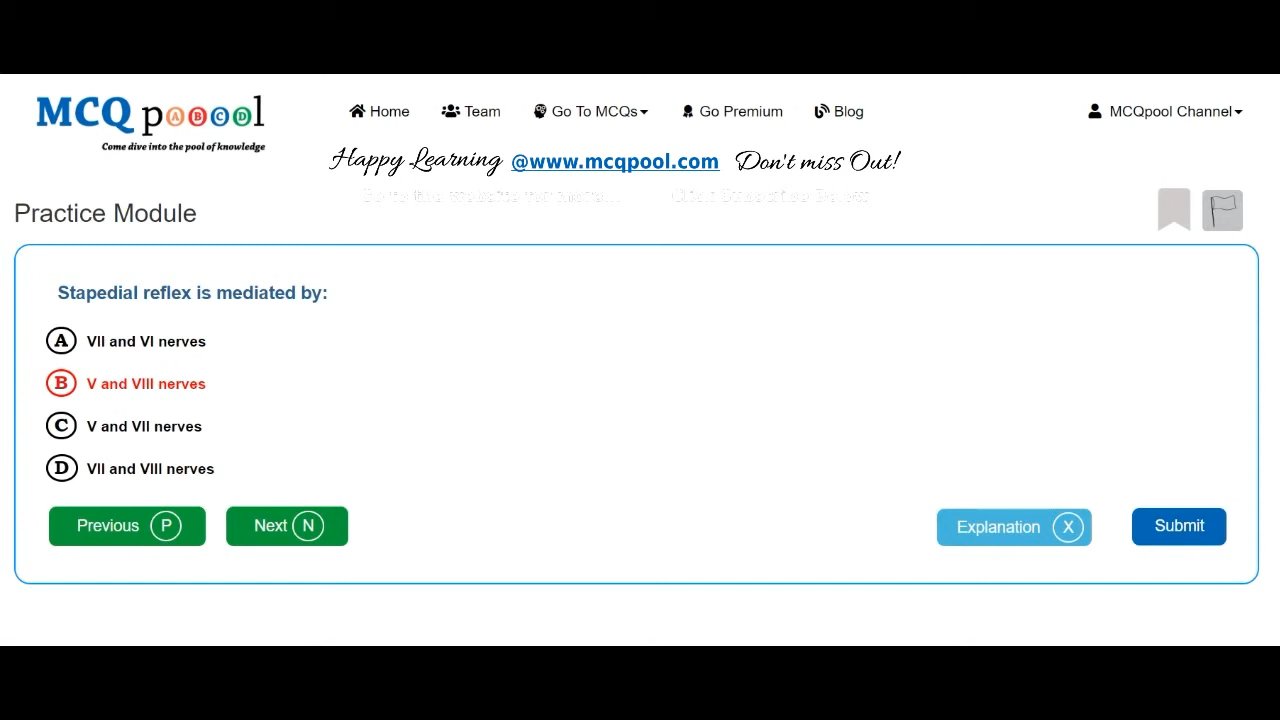 MCQ pABCDl
Come dive into the pool of knowledge
Home Team Go To MCQs Go Premium Blog MCQpool Channel
Happy Learning @www.mcqpool.com Don't miss Out!
Practice Module
Stapedial reflex is mediated by:
A VII and VI nerves
B V and VIII nerves
C V and VII nerves
D VII and VIII nerves
Previous P Next N Explanation X Submit